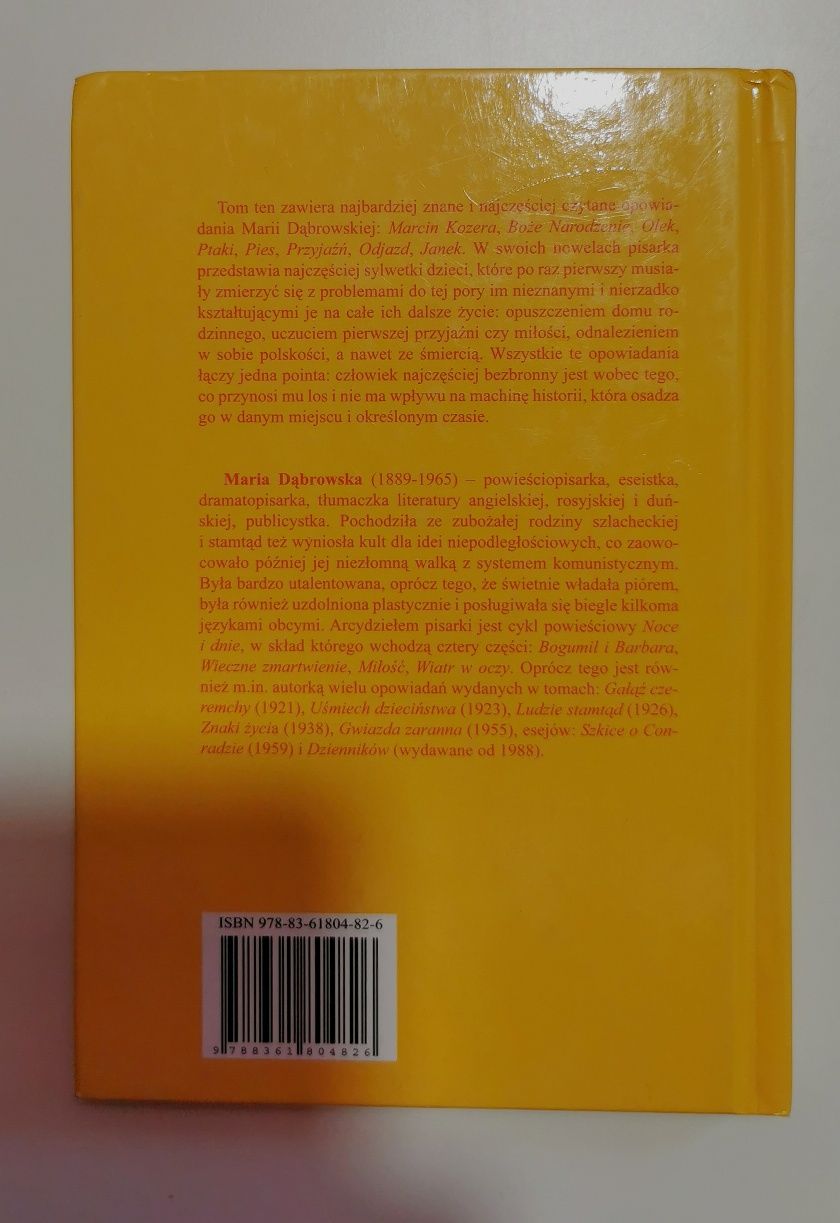 Tom ten zawiera najbardziej znane i najczęściej czytane opowia-
dania Marii Dąbrowskiej: Marcin Kozera, Boże Narodzenie, Olek,
Ptaki, Pies, Przyjaźń, Odjazd, Janek. W swoich nowelach pisarka
przedstawia najczęściej sylwetki dzieci, które po raz pierwszy musia-
ły zmierzyć się z problemami do tej pory im nieznanymi i nierzadko
kształtującymi je na całe ich dalsze życie: opuszczeniem domu ro-
dzinnego, uczuciem pierwszej przyjaźni czy miłości, odnalezieniem
w sobie polskości, a nawet ze śmiercią. Wszystkie te opowiadania
łączy jedna pointa: człowiek najczęściej bezbronny jest wobec tego,
co przynosi mu los i nie ma wpływu na machinę historii, która osadza
go w danym miejscu i określonym czasie.
Maria Dąbrowska (1889-1965) – powieściopisarka, eseistka,
dramatopisarka, tłumaczka literatury angielskiej, rosyjskiej i duń-
skiej, publicystka. Pochodziła ze zubożałej rodziny szlacheckiej
i stamtąd też wyniosła kult dla idei niepodległościowych, co zaowo-
cowało później jej niezłomną walką z systemem komunistycznym.
Była bardzo utalentowana, oprócz tego, że świetnie władała piórem,
była również uzdolniona plastycznie i posługiwała się biegle kilkoma
językami obcymi. Arcydziełem pisarki jest cykl powieściowy Noce
i dnie, w skład którego wchodzą cztery części: Bogumił i Barbara,
Wieczne zmartwienie, Miłość, Wiatr w oczy. Oprócz tego jest rów-
nież m.in. autorką wielu opowiadań wydanych w tomach: Gałąź cze-
remchy (1921), Uśmiech dzieciństwa (1923), Ludzie stamtąd (1926),
Znaki życia (1938), Gwiazda zaranna (1955), esejów: Szkice o Con-
radzie (1959) i Dzienników (wydawane od 1988).
ISBN 978-83-61804-82-6
9 788361 804826